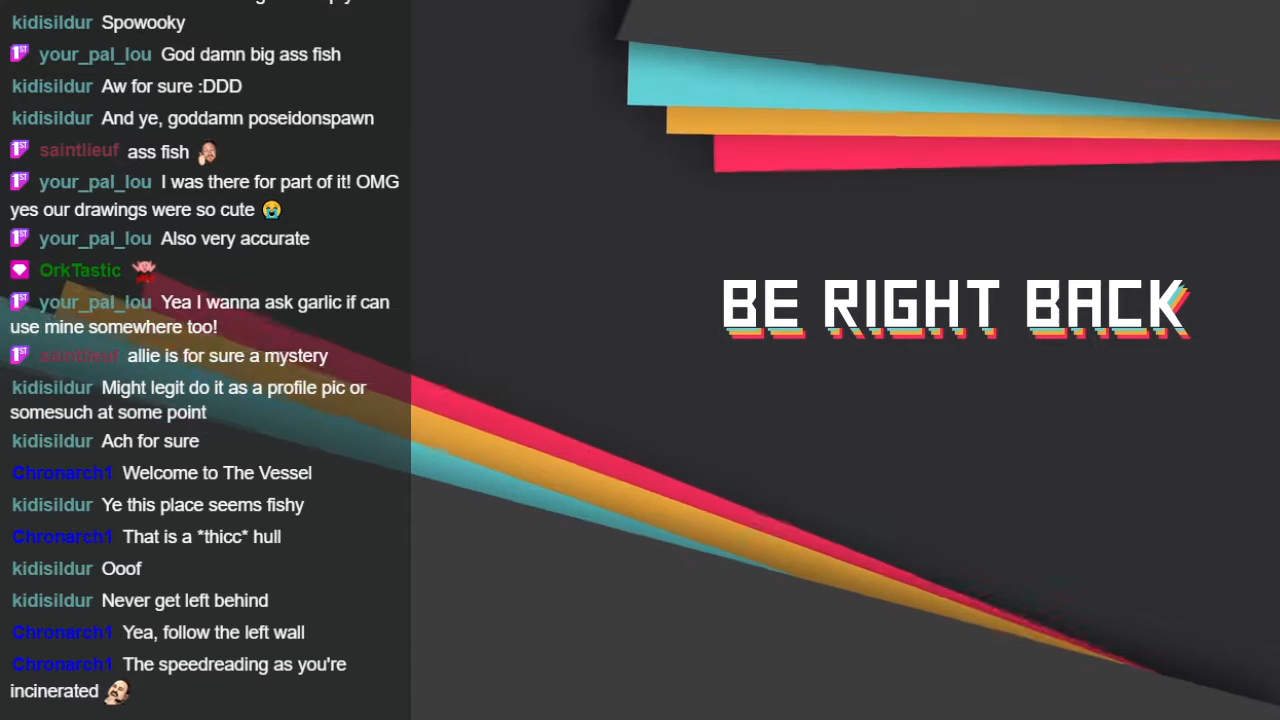 kidisildur Spowooky
your_pal_lou God damn big ass fish
kidisildur Aw for sure :DDD
kidisildur And ye, goddamn poseidonspawn
saintlieuf ass fish
your_pal_lou I was there for part of it! OMG
yes our drawings were so cute
your_pal_lou Also very accurate
OrkTastic
your_pal_lou Yea I wanna ask garlic if can
use mine somewhere too!
saintlieuf allie is for sure a mystery
kidisildur Might legit do it as a profile pic or
somesuch at some point
kidisildur Ach for sure
Chronarch1 Welcome to The Vessel
kidisildur Ye this place seems fishy
Chronarch1 That is a *thicc* hull
kidisildur Ooof
kidisildur Never get left behind
Chronarch1 Yea, follow the left wall
Chronarch1 The speedreading as you're
incinerated
BE RIGHT BACK